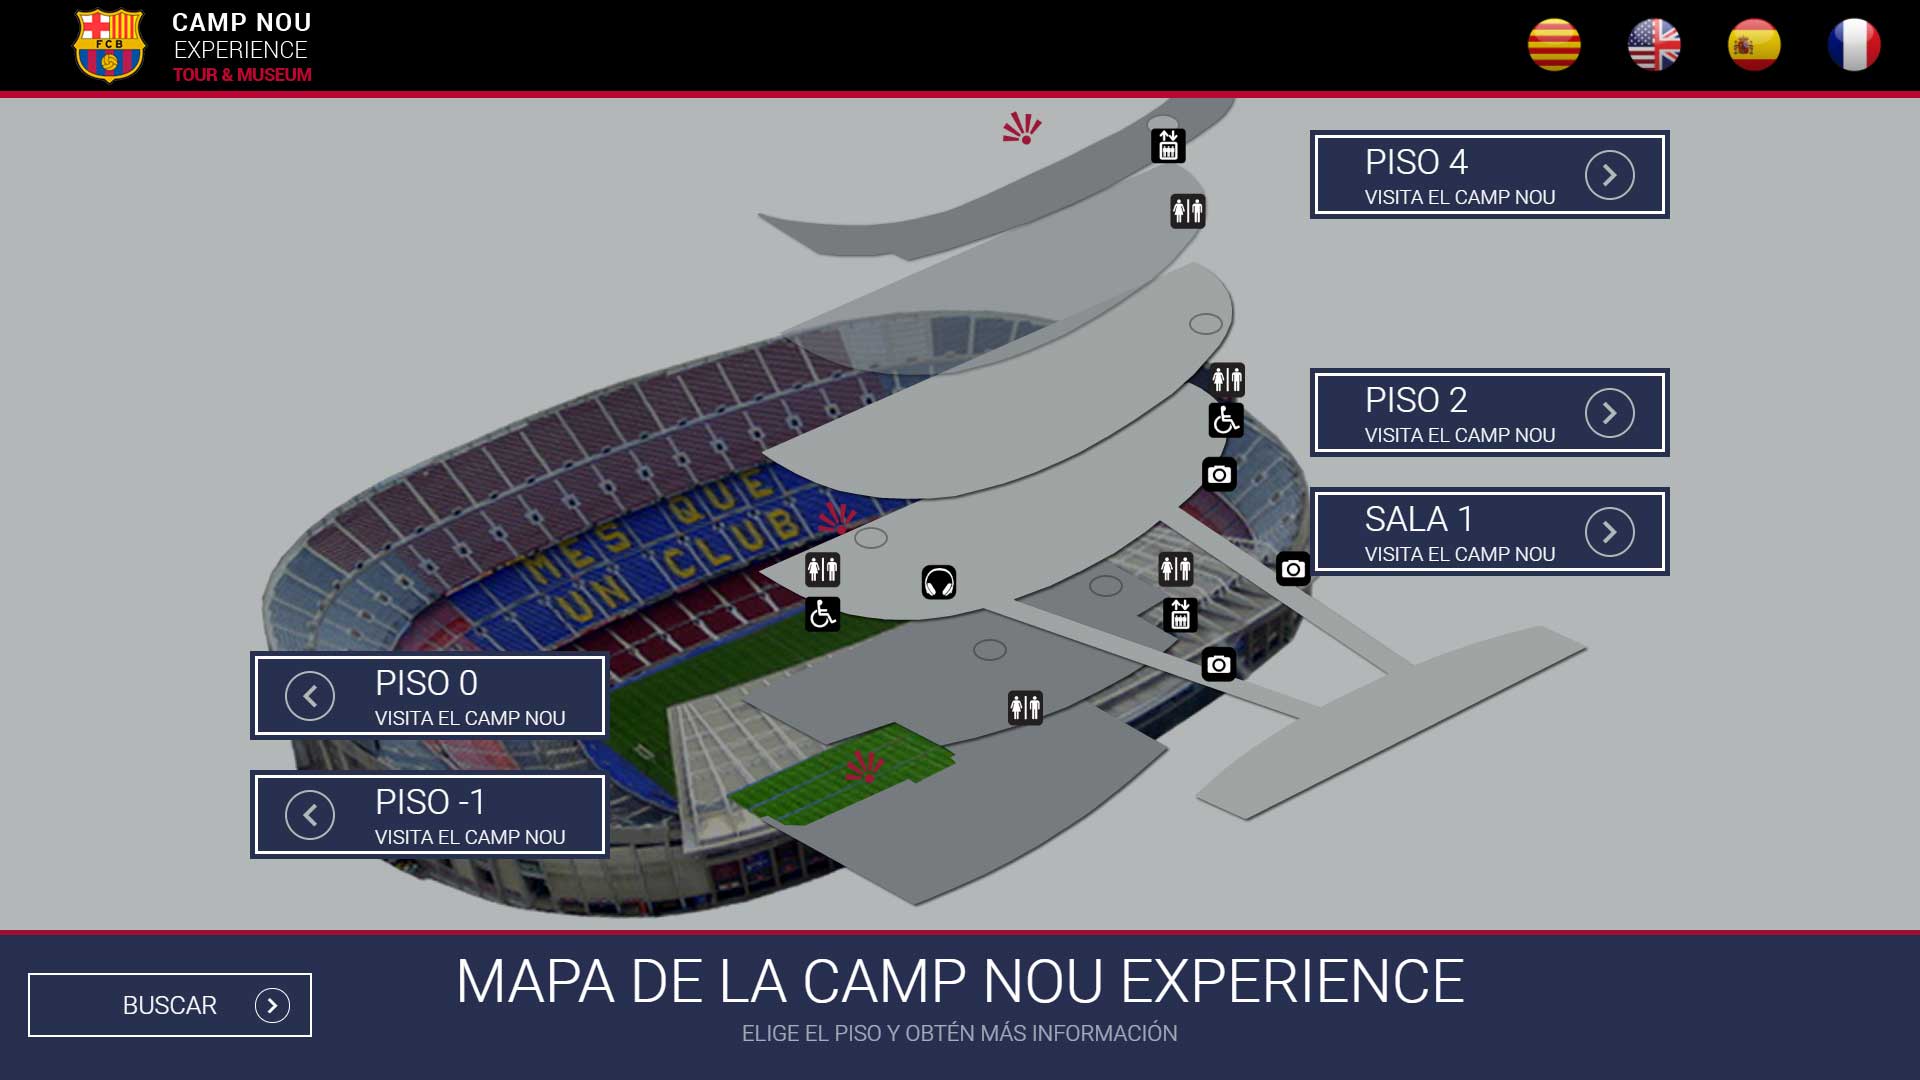 FCB
CAMP NOU
EXPERIENCE
TOUR & MUSEUM
PISO 4
VISITA EL CAMP NOU
PISO 2
VISITA EL CAMP NOU
MES QUE
UN CLUB
SALA 1
VISITA EL CAMP NOU
PISO 0
VISITA EL CAMP NOU
PISO -1
VISITA EL CAMP NOU
BUSCAR
MAPA DE LA CAMP NOU EXPERIENCE
ELIGE EL PISO Y OBTÉN MÁS INFORMACIÓN